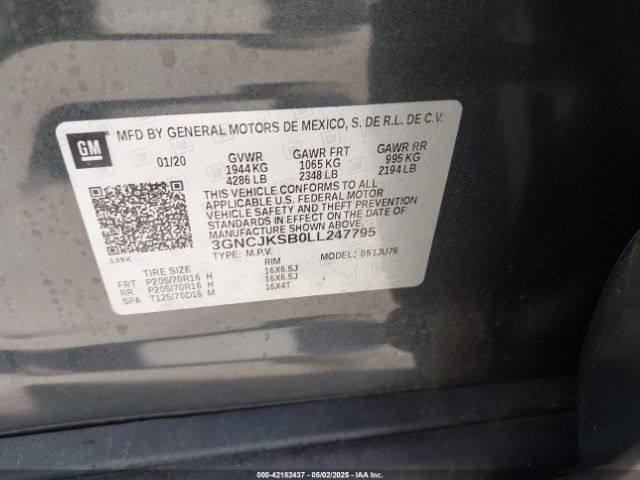 GM
MFD BY GENERAL MOTORS DE MEXICO, S. DE R.L. DE C.V.
01/20 GVWR GAWR FRT GAWR RR
1944 KG 1065 KG 995 KG
4286 LB 2348 LB 2194 LB
THIS VEHICLE CONFORMS TO ALL
APPLICABLE U.S. FEDERAL MOTOR
VEHICLE SAFETY AND THEFT PREVENTION
STANDARDS IN EFFECT ON THE DATE OF
MANUFACTURE SHOWN ABOVE.
3GNCJKSB0LL247795
139X TYPE: M.P.V. MODEL: 051JU76
TIRE SIZE RIM
FRT P205/70R16 H 16X6.5J
RR P205/70R16 H 16X6.5J
SPA T125/70D16 M 16X4T
000-42182437 - 05/02/2025 - IAA Inc.